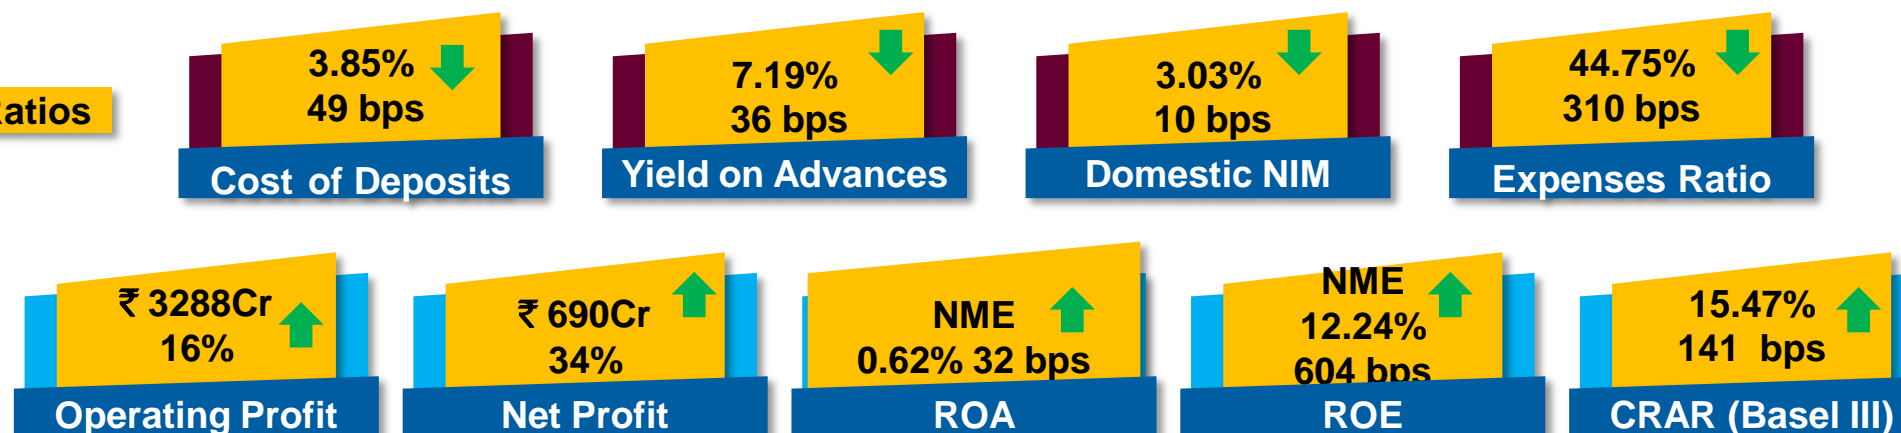 atios
3.85%
49 bps
Cost of Deposits
7.19%
36 bps
Yield on Advances
3.03%
10 bps
Domestic NIM
44.75%
310 bps
Expenses Ratio
₹ 3288Cr
16%
Operating Profit
₹ 690Cr
34%
Net Profit
NME
0.62% 32 bps
ROA
NME
12.24%
604 bps
ROE
15.47%
141 bps
CRAR (Basel III)